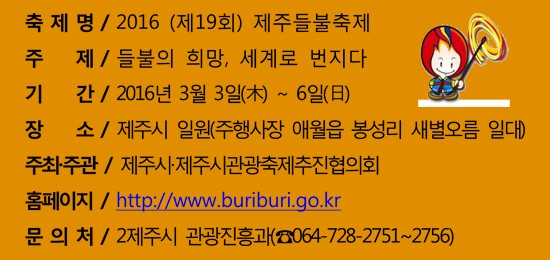 축 제 명 / 2016 (제19회) 제주들불축제
주 제 / 들불의 희망, 세계로 번지다
기 간 / 2016년 3월 3일(木) ~ 6일(日)
장 소 / 제주시 일원(주행사장 애월읍 봉성리 새별오름 일대)
주최·주관 / 제주시·제주시관광축제추진협의회
홈페이지 / http://www.buriburi.go.kr
문 의 처 / 2제주시 관광진흥과(☎064-728-2751~2756)